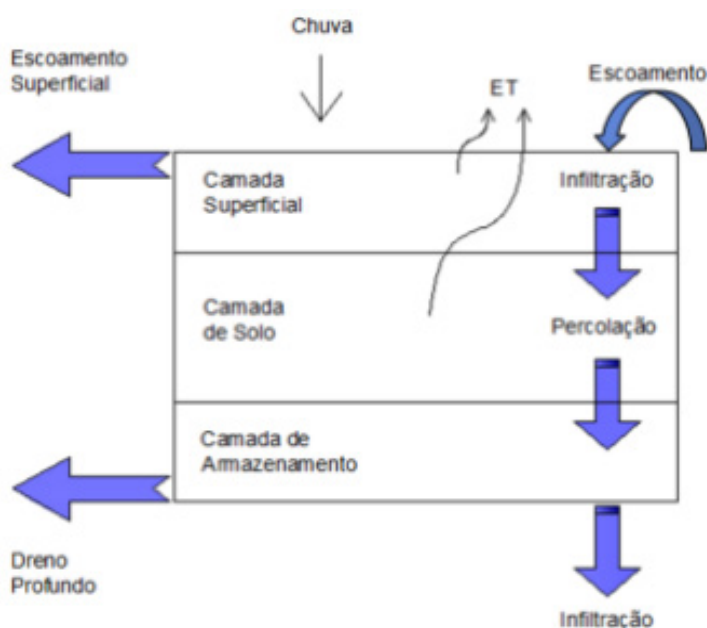 Chuva
Escoamento
Superficial
ET
Escoamento
Camada
Superficial
Infiltração
Camada
de Solo
Percolação
Camada de
Armazenamento
Dreno
Profundo
Infiltração